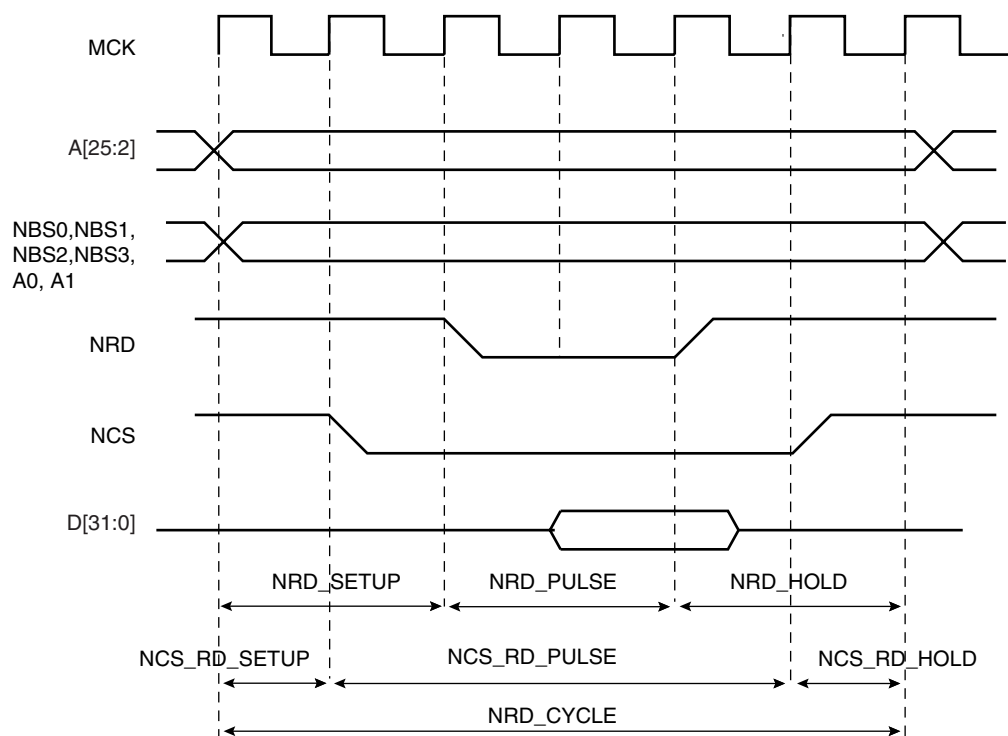 MCK
A[25:2]
NBS0,NBS1,
NBS2,NBS3,
A0, A1
NRD
NCS
D[31:0]
NRD_SETUP NRD_PULSE NRD_HOLD
NCS_RD_SETUP NCS_RD_PULSE NCS_RD_HOLD
NRD_CYCLE